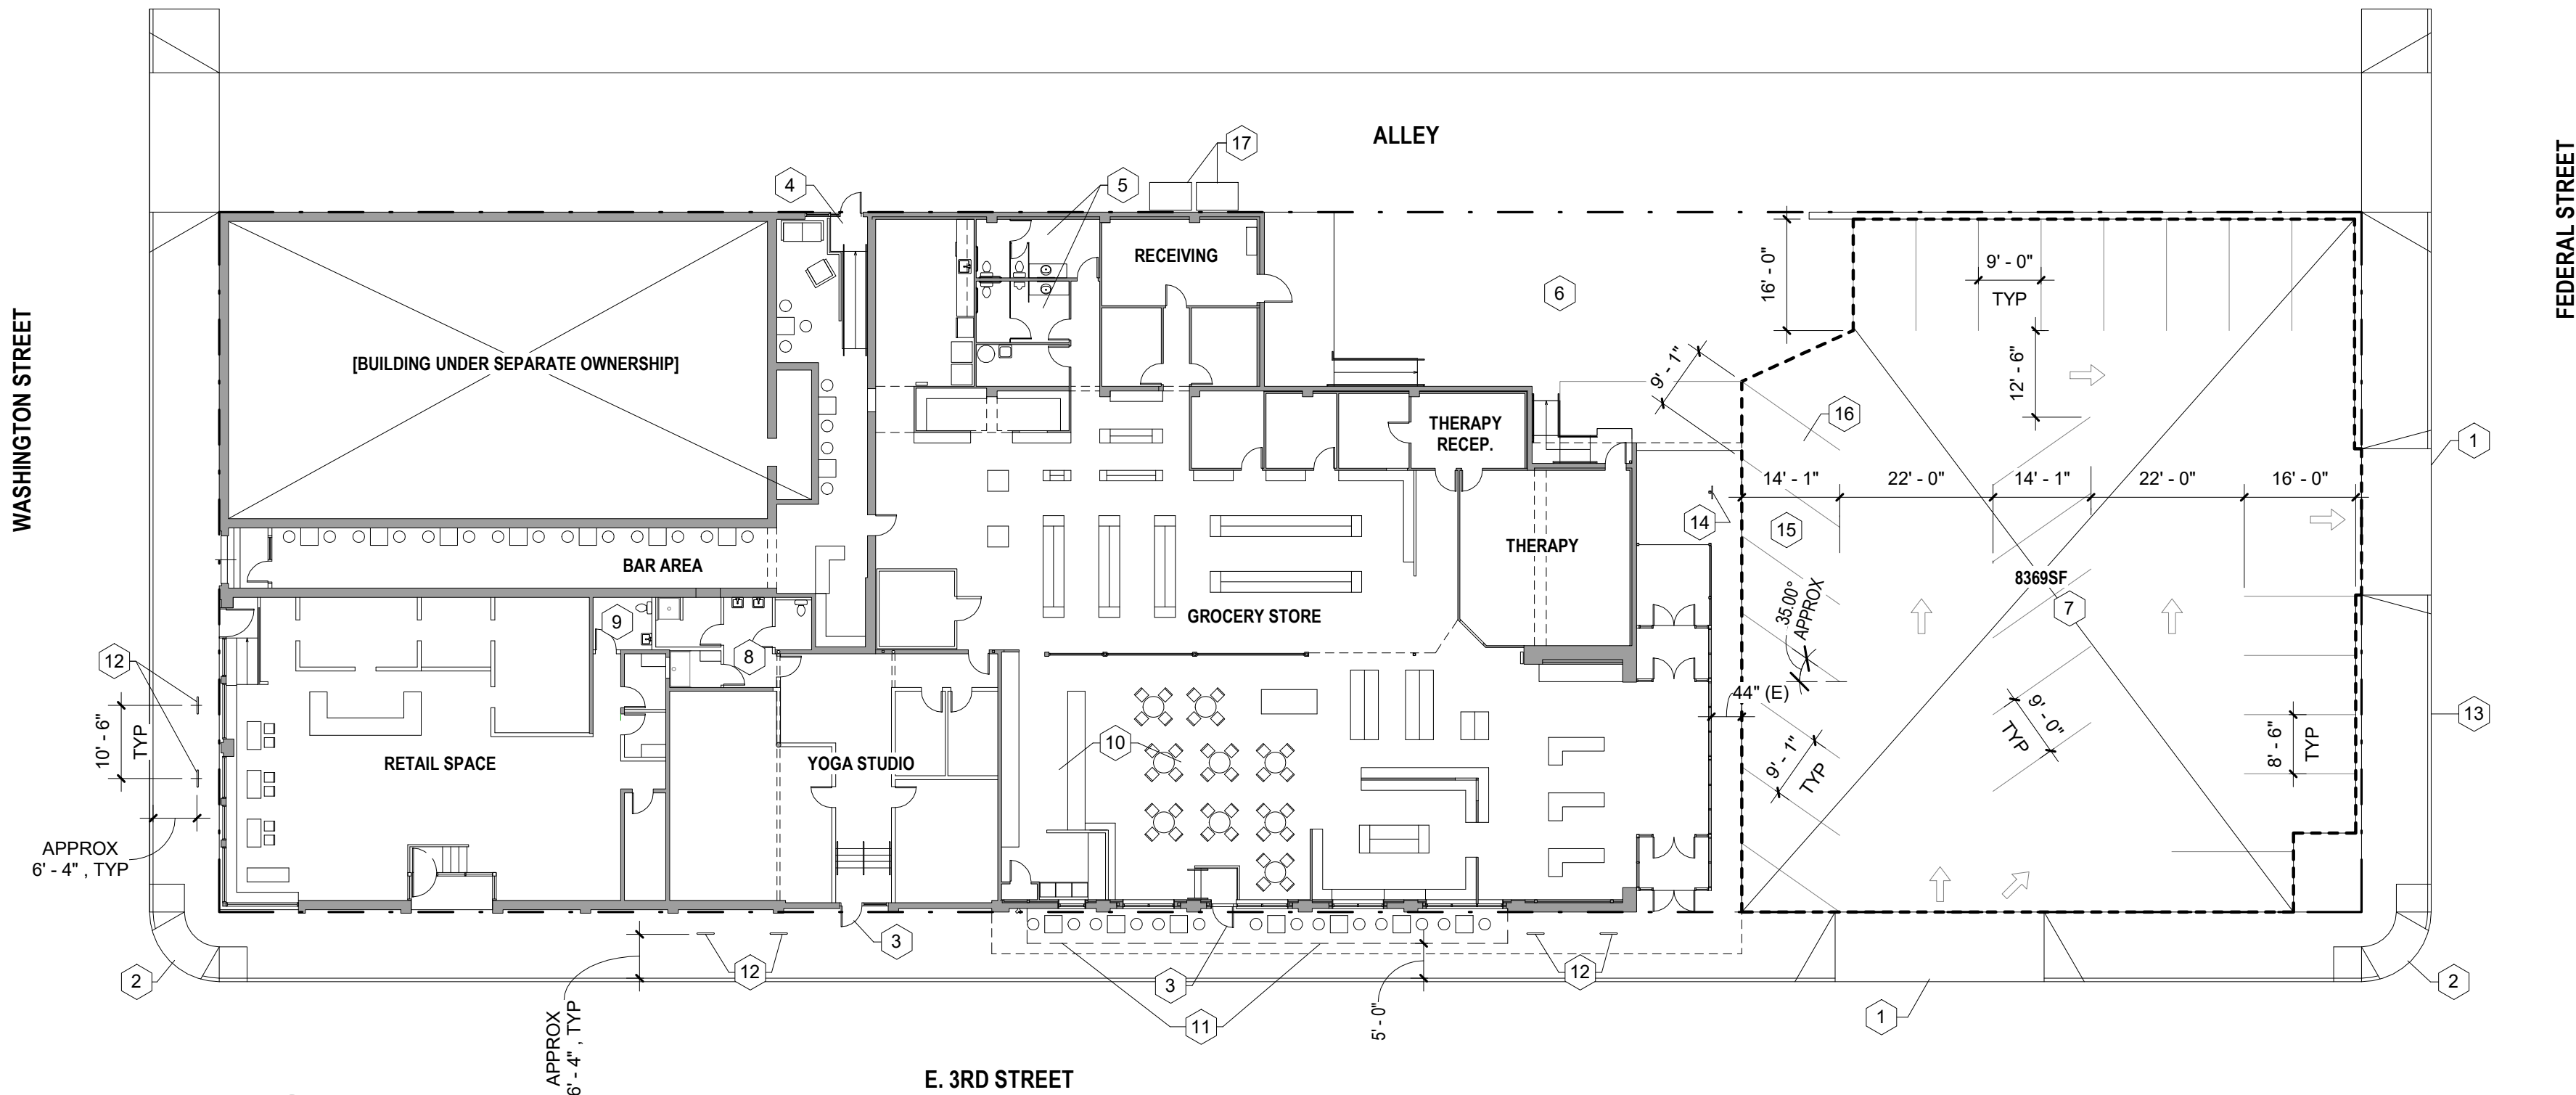 ALLEY
17
4
5
RECEIVING
6
16' - 0"
9' - 0"
TYP
12' - 6"
FEDERAL STREET
WASHINGTON STREET
[BUILDING UNDER SEPARATE OWNERSHIP]
9' - 1"
16
THERAPY
RECEP.
1
14' - 1"
22' - 0"
14' - 1"
22' - 0"
16' - 0"
14
15
THERAPY
BAR AREA
8369SF
7
35.00°
APPROX
GROCERY STORE
9
8
12
10' - 6"
TYP
44" (E)
9' - 0"
TYP
8' - 6"
TYP
13
10
RETAIL SPACE
YOGA STUDIO
9' - 1"
TYP
APPROX
6' - 4" , TYP
3
2
12
3
12
2
APPROX
6' - 4" , TYP
11
5' - 0"
1
E. 3RD STREET